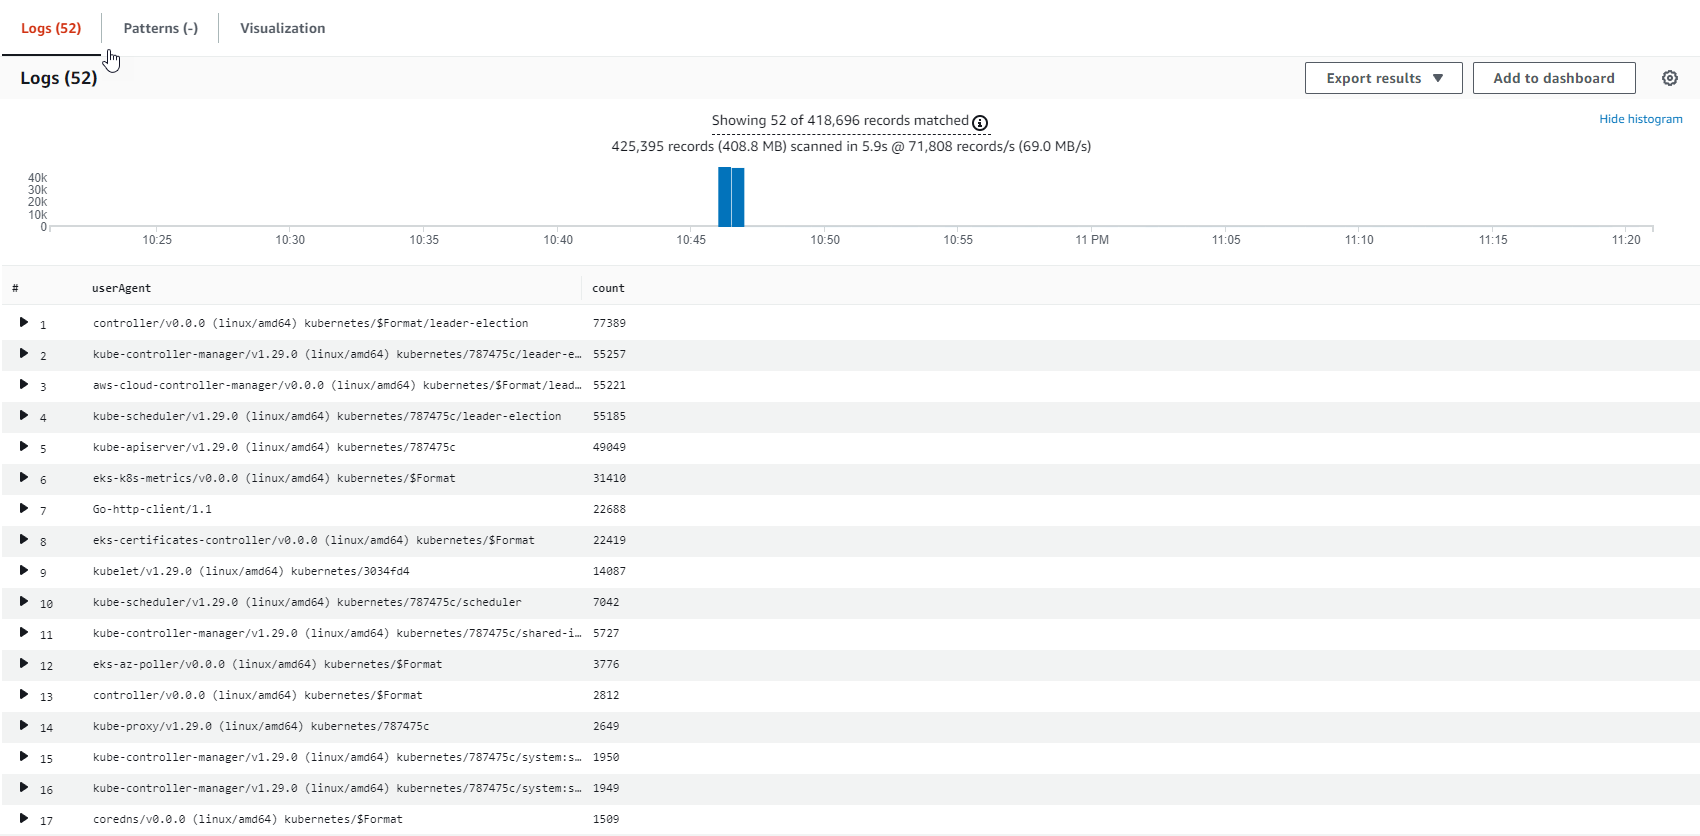 Logs (52) Patterns (-) Visualization
Logs (52) Export results Add to dashboard
Showing 52 of 418,696 records matched Hide histogram
425,395 records (408.8 MB) scanned in 5.9s @ 71,808 records/s (69.0 MB/s)
40k
30k
20k
10k
0
10:25 10:30 10:35 10:40 10:45 10:50 10:55 11 PM 11:05 11:10 11:15 11:20
# userAgent count
1 controller/v0.0.0 (linux/amd64) kubernetes/$Format/leader-election 77389
2 kube-controller-manager/v1.29.0 (linux/amd64) kubernetes/787475c/leader-e… 55257
3 aws-cloud-controller-manager/v0.0.0 (linux/amd64) kubernetes/$Format/lead… 55221
4 kube-scheduler/v1.29.0 (linux/amd64) kubernetes/787475c/leader-election 55185
5 kube-apiserver/v1.29.0 (linux/amd64) kubernetes/787475c 49049
6 eks-k8s-metrics/v0.0.0 (linux/amd64) kubernetes/$Format 31410
7 Go-http-client/1.1 22688
8 eks-certificates-controller/v0.0.0 (linux/amd64) kubernetes/$Format 22419
9 kubelet/v1.29.0 (linux/amd64) kubernetes/3034fd4 14087
10 kube-scheduler/v1.29.0 (linux/amd64) kubernetes/787475c/scheduler 7042
11 kube-controller-manager/v1.29.0 (linux/amd64) kubernetes/787475c/shared-i… 5727
12 eks-az-poller/v0.0.0 (linux/amd64) kubernetes/$Format 3776
13 controller/v0.0.0 (linux/amd64) kubernetes/$Format 2812
14 kube-proxy/v1.29.0 (linux/amd64) kubernetes/787475c 2649
15 kube-controller-manager/v1.29.0 (linux/amd64) kubernetes/787475c/system:s… 1950
16 kube-controller-manager/v1.29.0 (linux/amd64) kubernetes/787475c/system:s… 1949
17 coredns/v0.0.0 (linux/amd64) kubernetes/$Format 1509